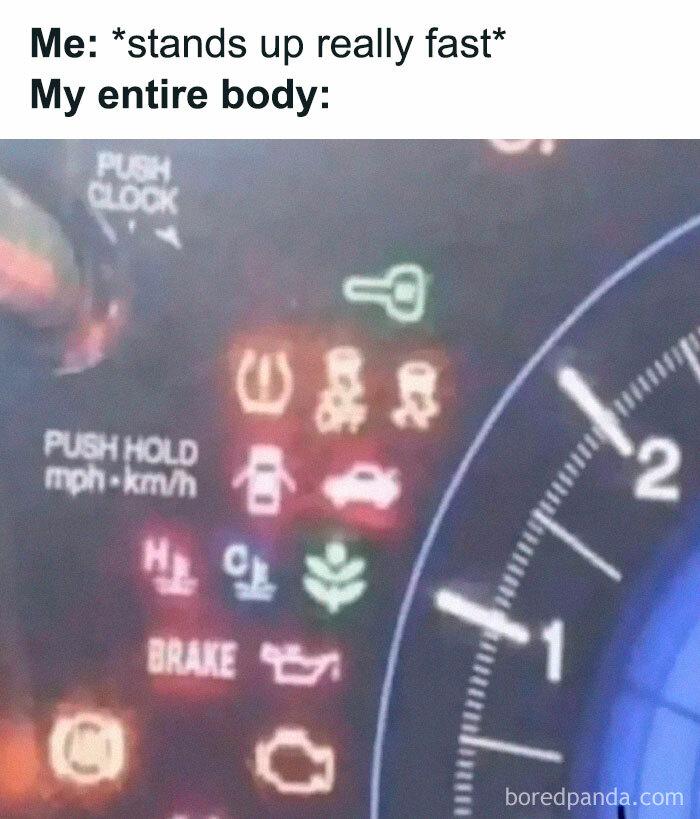 Me: *stands up really fast*
My entire body:
PUSH
CLOCK
PUSH HOLD
mph•km/h
2
H
C
1
BRAKE
boredpanda.com